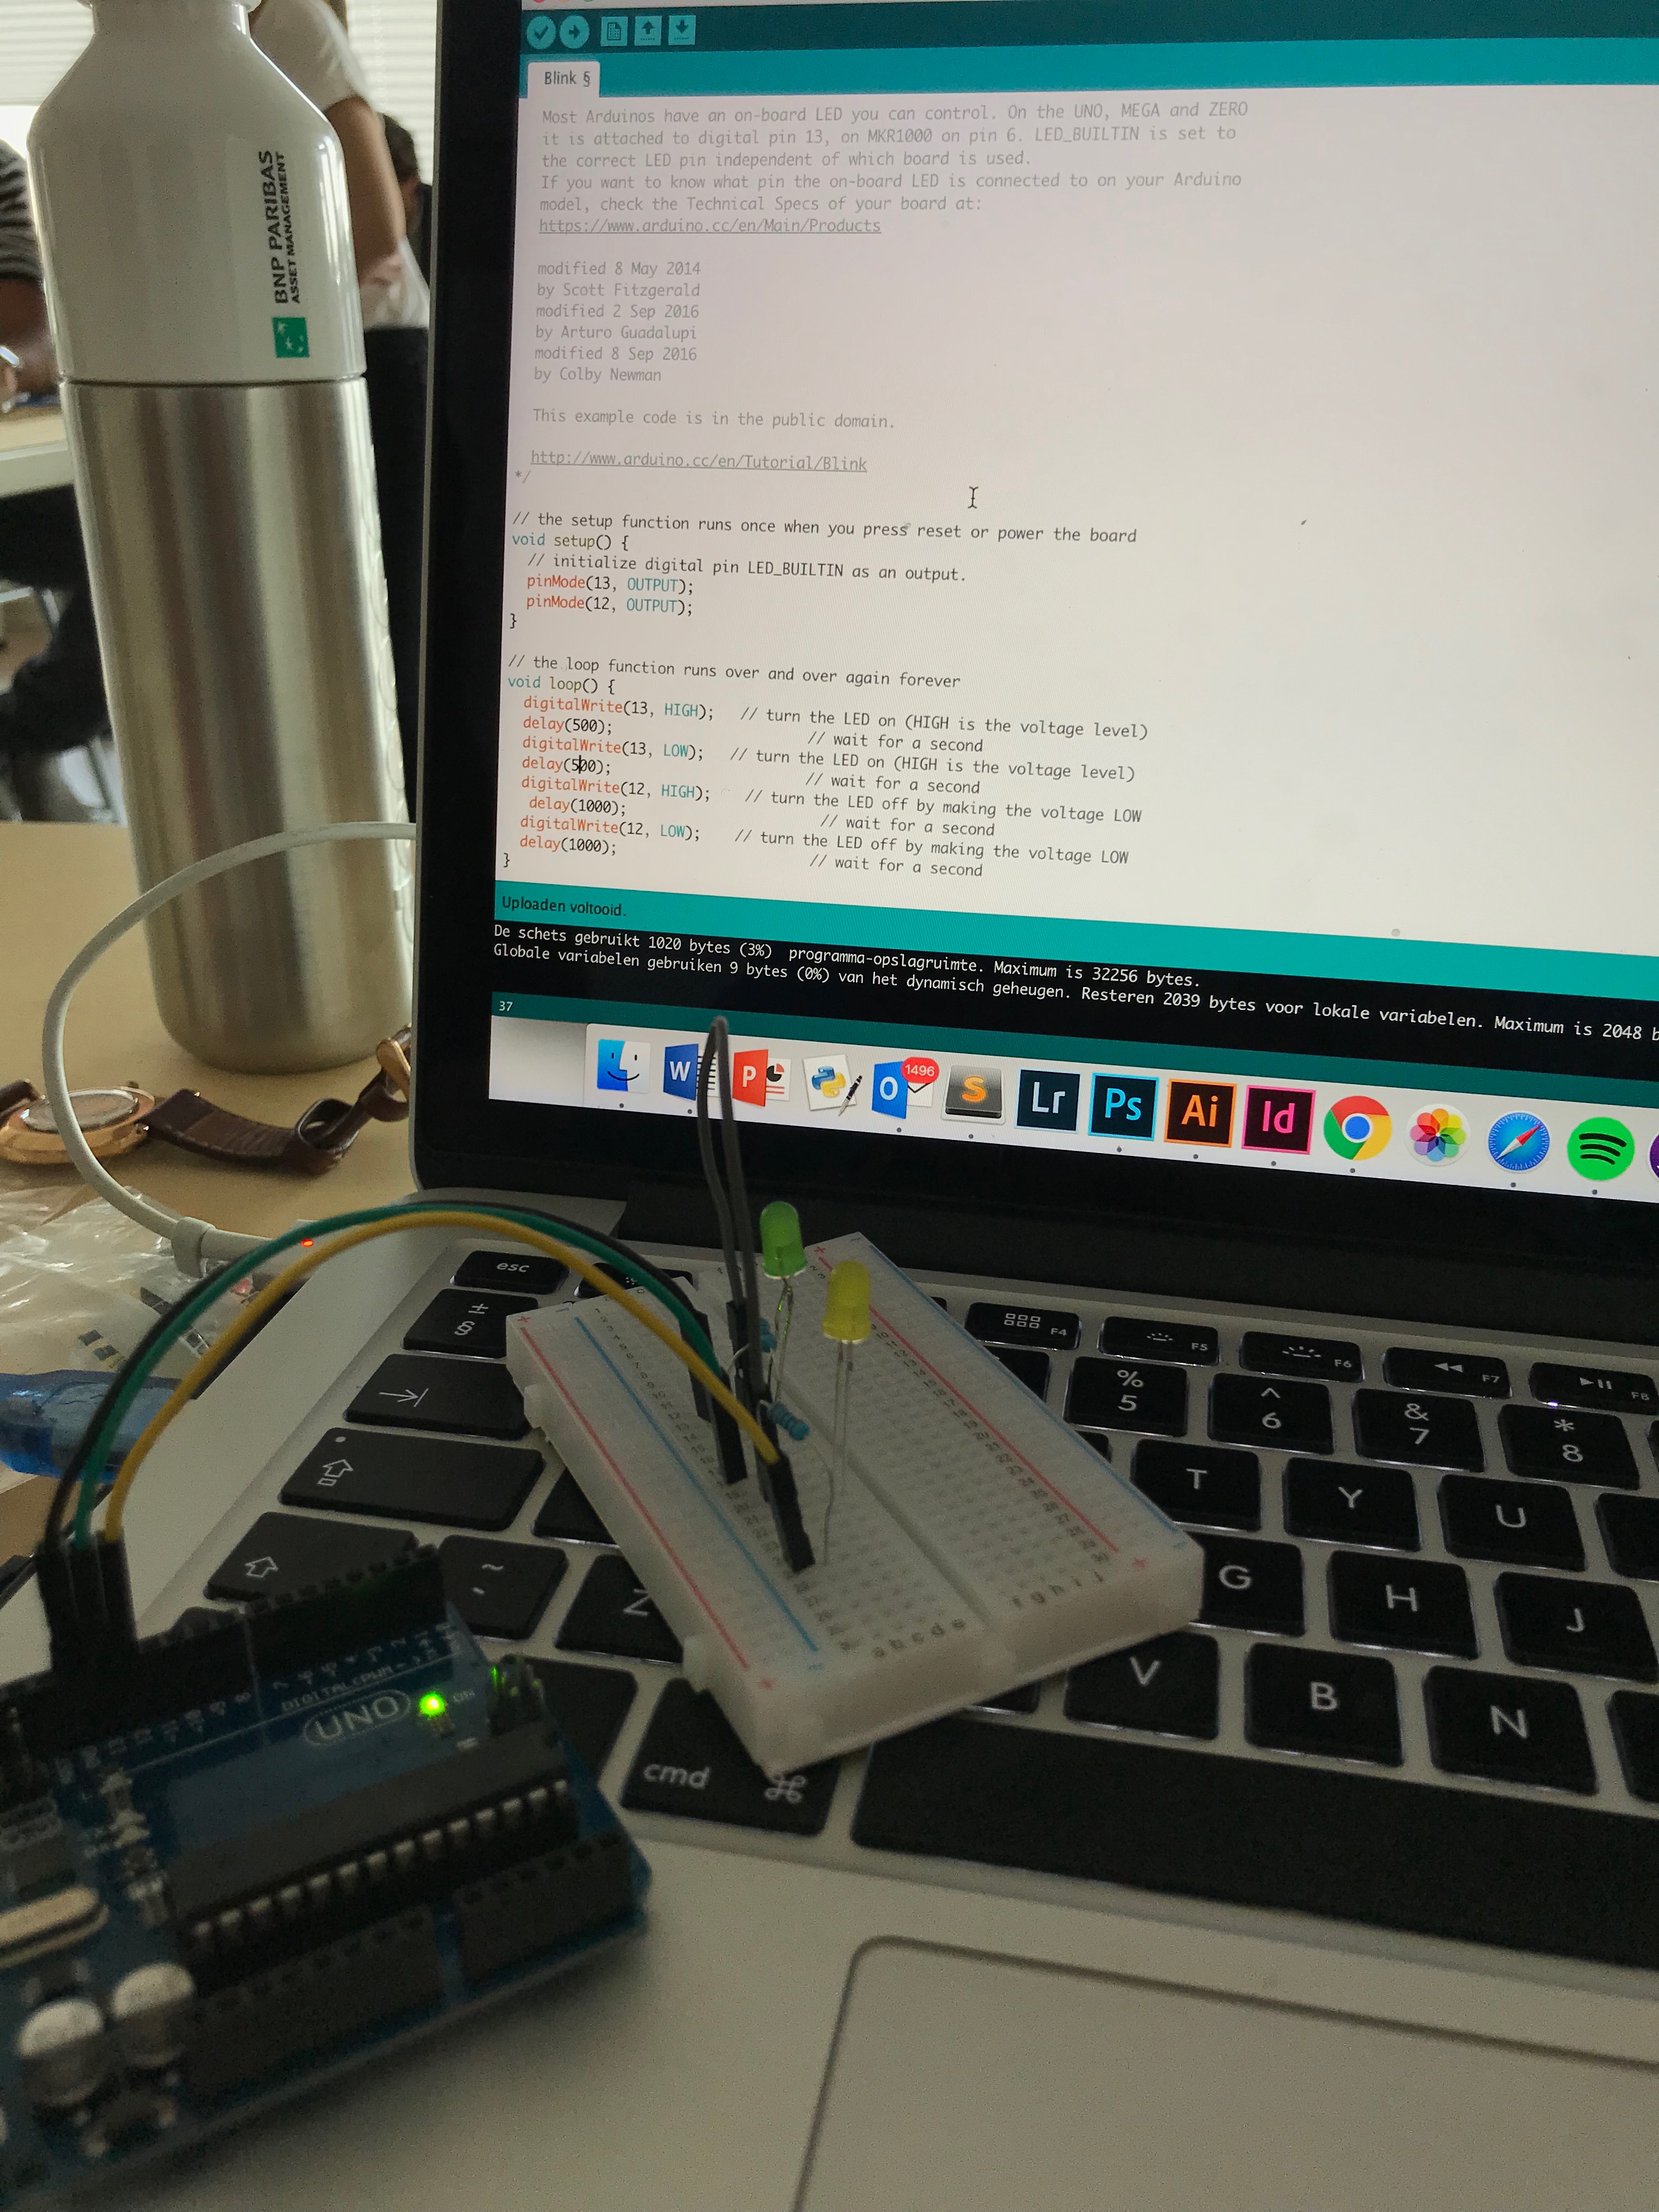 BNP PARIBAS
ASSET MANAGEMENT
Blink §
Most Arduinos have an on-board LED you can control. On the UNO, MEGA and ZERO
it is attached to digital pin 13, on MKR1000 on pin 6. LED_BUILTIN is set to
the correct LED pin independent of which board is used.
If you want to know what pin the on-board LED is connected to on your Arduino
model, check the Technical Specs of your board at:
https://www.arduino.cc/en/Main/Products
modified 8 May 2014
by Scott Fitzgerald
modified 2 Sep 2016
by Arturo Guadalupi
modified 8 Sep 2016
by Colby Newman
This example code is in the public domain.
http://www.arduino.cc/en/Tutorial/Blink
*/
// the setup function runs once when you press reset or power the board
void setup() {
// initialize digital pin LED_BUILTIN as an output.
pinMode(13, OUTPUT);
pinMode(12, OUTPUT);
}
// the loop function runs over and over again forever
void loop() {
digitalWrite(13, HIGH); // turn the LED on (HIGH is the voltage level)
delay(500); // wait for a second
digitalWrite(13, LOW); // turn the LED on (HIGH is the voltage level)
delay(500); // wait for a second
digitalWrite(12, HIGH); // turn the LED off by making the voltage LOW
delay(1000); // wait for a second
digitalWrite(12, LOW); // turn the LED off by making the voltage LOW
delay(1000); // wait for a second
}
Uploaden voltooid.
De schets gebruikt 1020 bytes (3%) programma-opslagruimte. Maximum is 32256 bytes.
Globale variabelen gebruiken 9 bytes (0%) van het dynamisch geheugen. Resteren 2039 bytes voor lokale variabelen. Maximum is 2048 b
37
W P O 1496 S Lr Ps Ai Id
esc F4 F5 F6 F7 F8
± § % 5 ^ 6 & 7 * 8
T Y U
~ Z G H J
V B N
cmd ⌘
a b c d e f g h i j
DIGITAL (PWM ~)
UNO ON